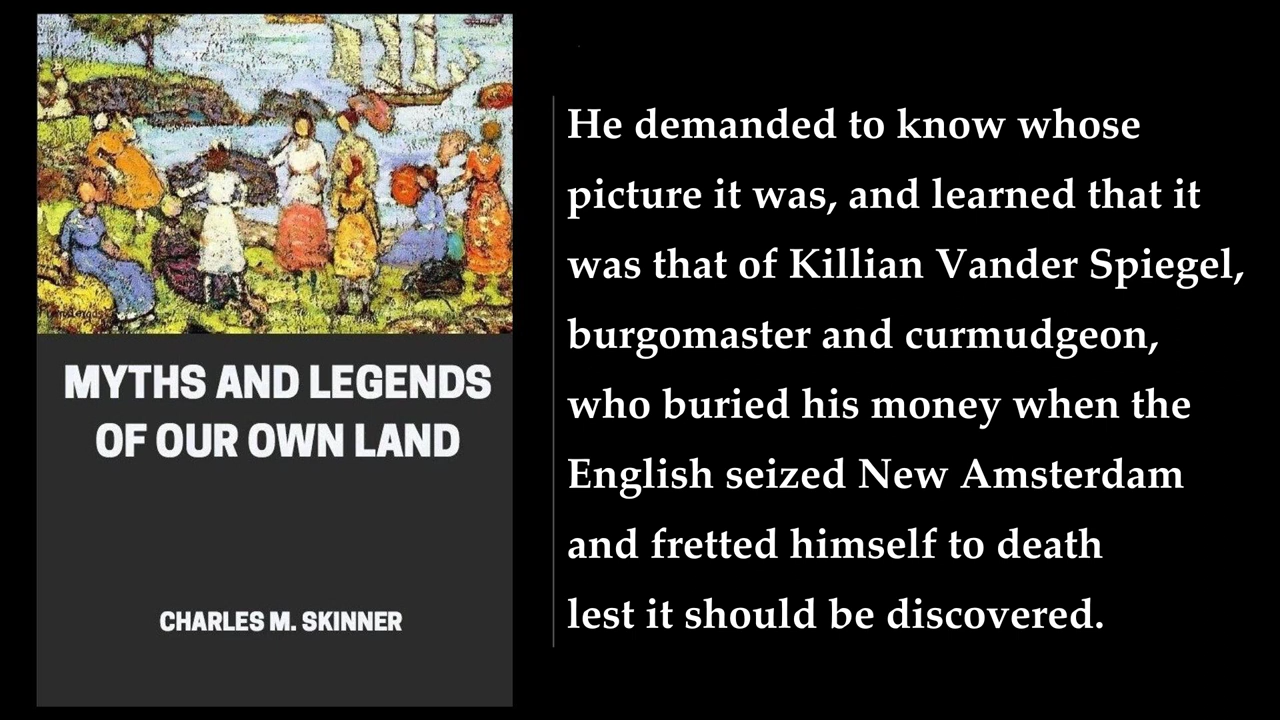 MYTHS AND LEGENDS
OF OUR OWN LAND
CHARLES M. SKINNER
He demanded to know whose
picture it was, and learned that it
was that of Killian Vander Spiegel,
burgomaster and curmudgeon,
who buried his money when the
English seized New Amsterdam
and fretted himself to death
lest it should be discovered.